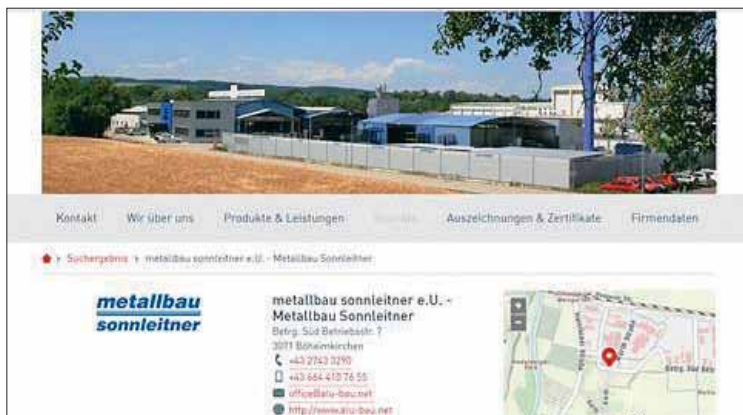 Kontakt Wir über uns Produkte & Leistungen Auszeichnungen & Zertifikate Firmendaten
Suchergebnis › metallbau sonnleitner e.U. - Metallbau Sonnleitner
metallbau
sonnleitner
metallbau sonnleitner e.U. -
Metallbau Sonnleitner
Betrg. Süd Betriebsstr. 7
3071 Böheimkirchen
+43 2743 3290
+43 664 410 76 55
office@alu-bau.net
http://www.alu-bau.net
+
-